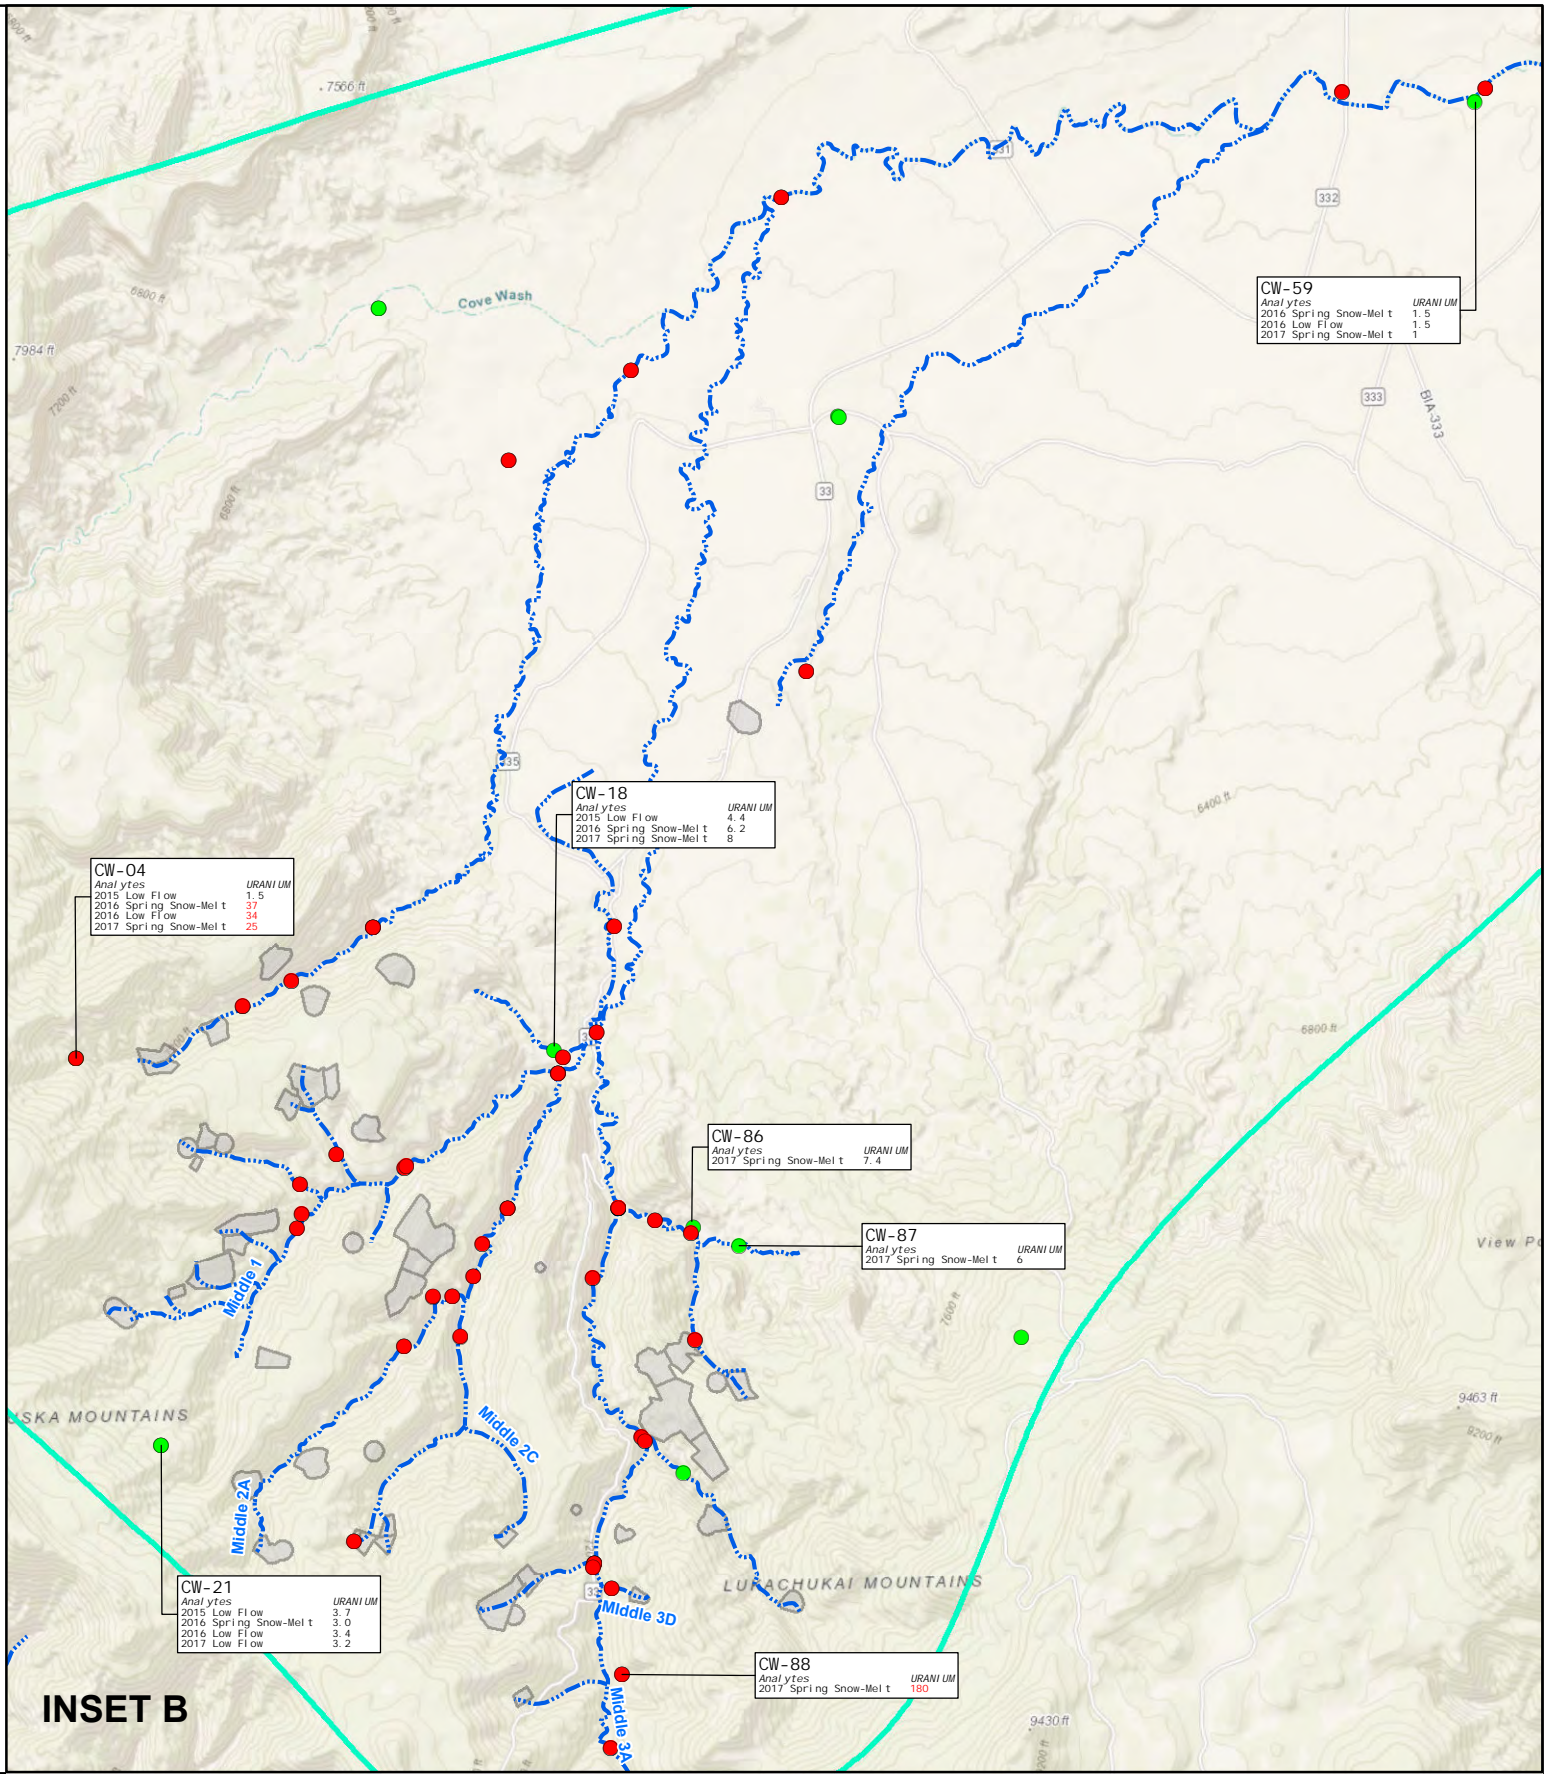 7566 ft
331
332
CW-59
Analytes URANIUM
2016 Spring Snow-Melt 1.5
2016 Low Flow 1.5
2017 Spring Snow-Melt 1
6800 ft
Cove Wash
7984 ft
7200 ft
333
BIA-333
6800 ft
33
335
CW-18
Analytes URANIUM
2015 Low Flow 4.4
2016 Spring Snow-Melt 6.2
2017 Spring Snow-Melt 8
6400 ft
CW-04
Analytes URANIUM
2015 Low Flow 1.5
2016 Spring Snow-Melt 37
2016 Low Flow 34
2017 Spring Snow-Melt 25
6800 ft
CW-86
Analytes URANIUM
2017 Spring Snow-Melt 7.4
CW-87
Analytes URANIUM
2017 Spring Snow-Melt 6
View Po
Middle 1
7600 ft
USKA MOUNTAINS
9463 ft
9200 ft
Middle 2C
Middle 2A
CW-21
Analytes URANIUM
2015 Low Flow 3.7
2016 Spring Snow-Melt 3.0
2016 Low Flow 3.4
2017 Low Flow 3.2
LUKACHUKAI MOUNTAINS
MIddle 3D
CW-88
Analytes URANIUM
2017 Spring Snow-Melt 180
INSET B
Middle 3A
9430 ft